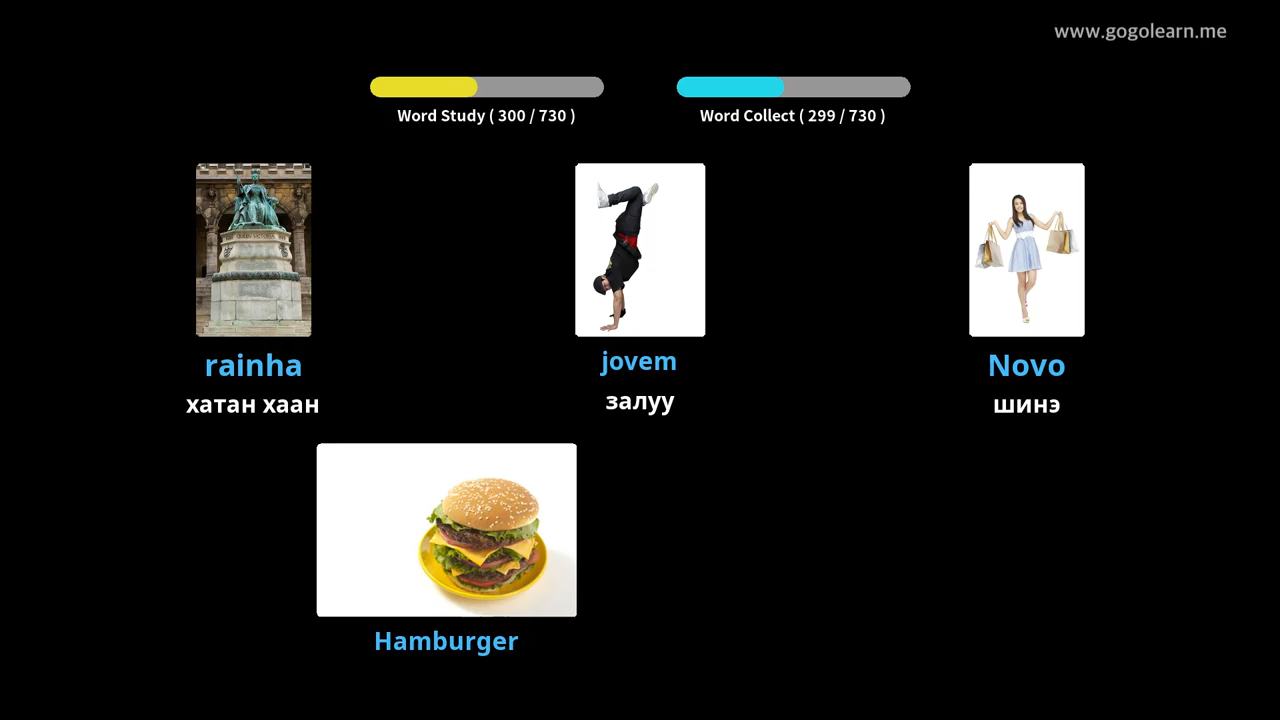 www.gogolearn.me
Word Study ( 300 / 730 )
Word Collect ( 299 / 730 )
rainha
хатан хаан
jovem
залуу
Novo
шинэ
Hamburger